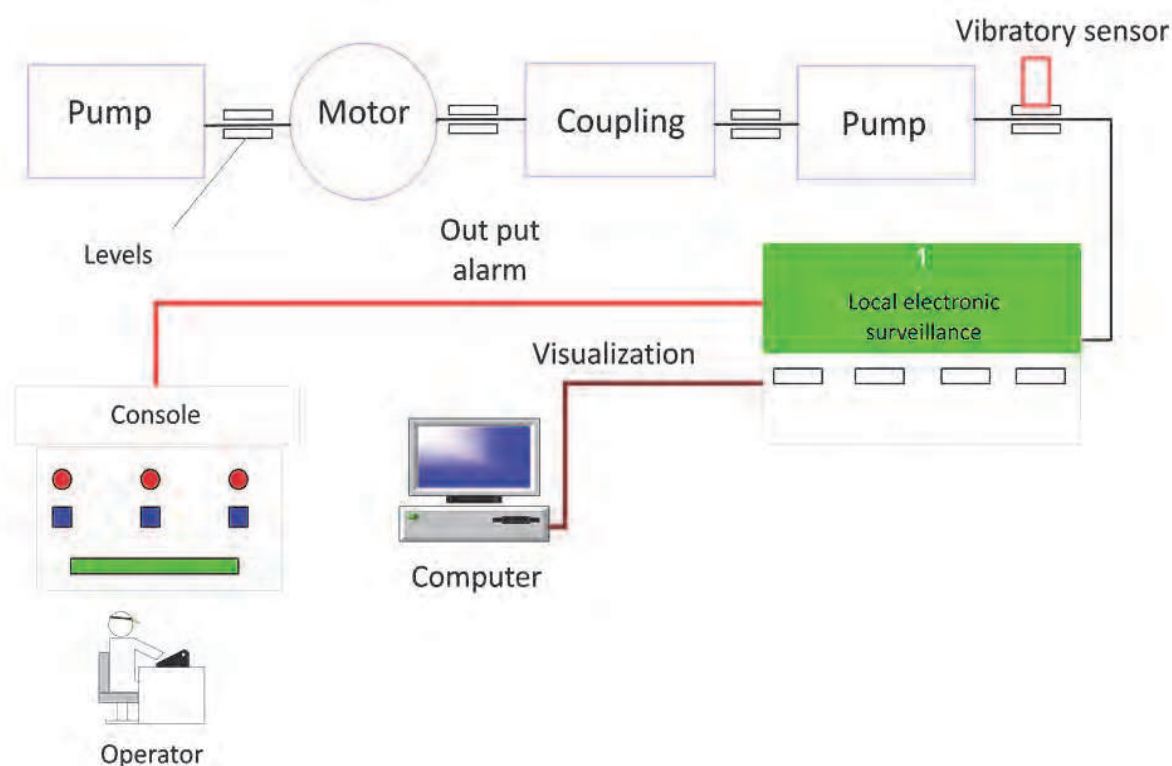 Vibratory sensor
Pump
Motor
Coupling
Pump
Levels
Out put
alarm
1
Local electronic
surveillance
Visualization
Console
Computer
Operator